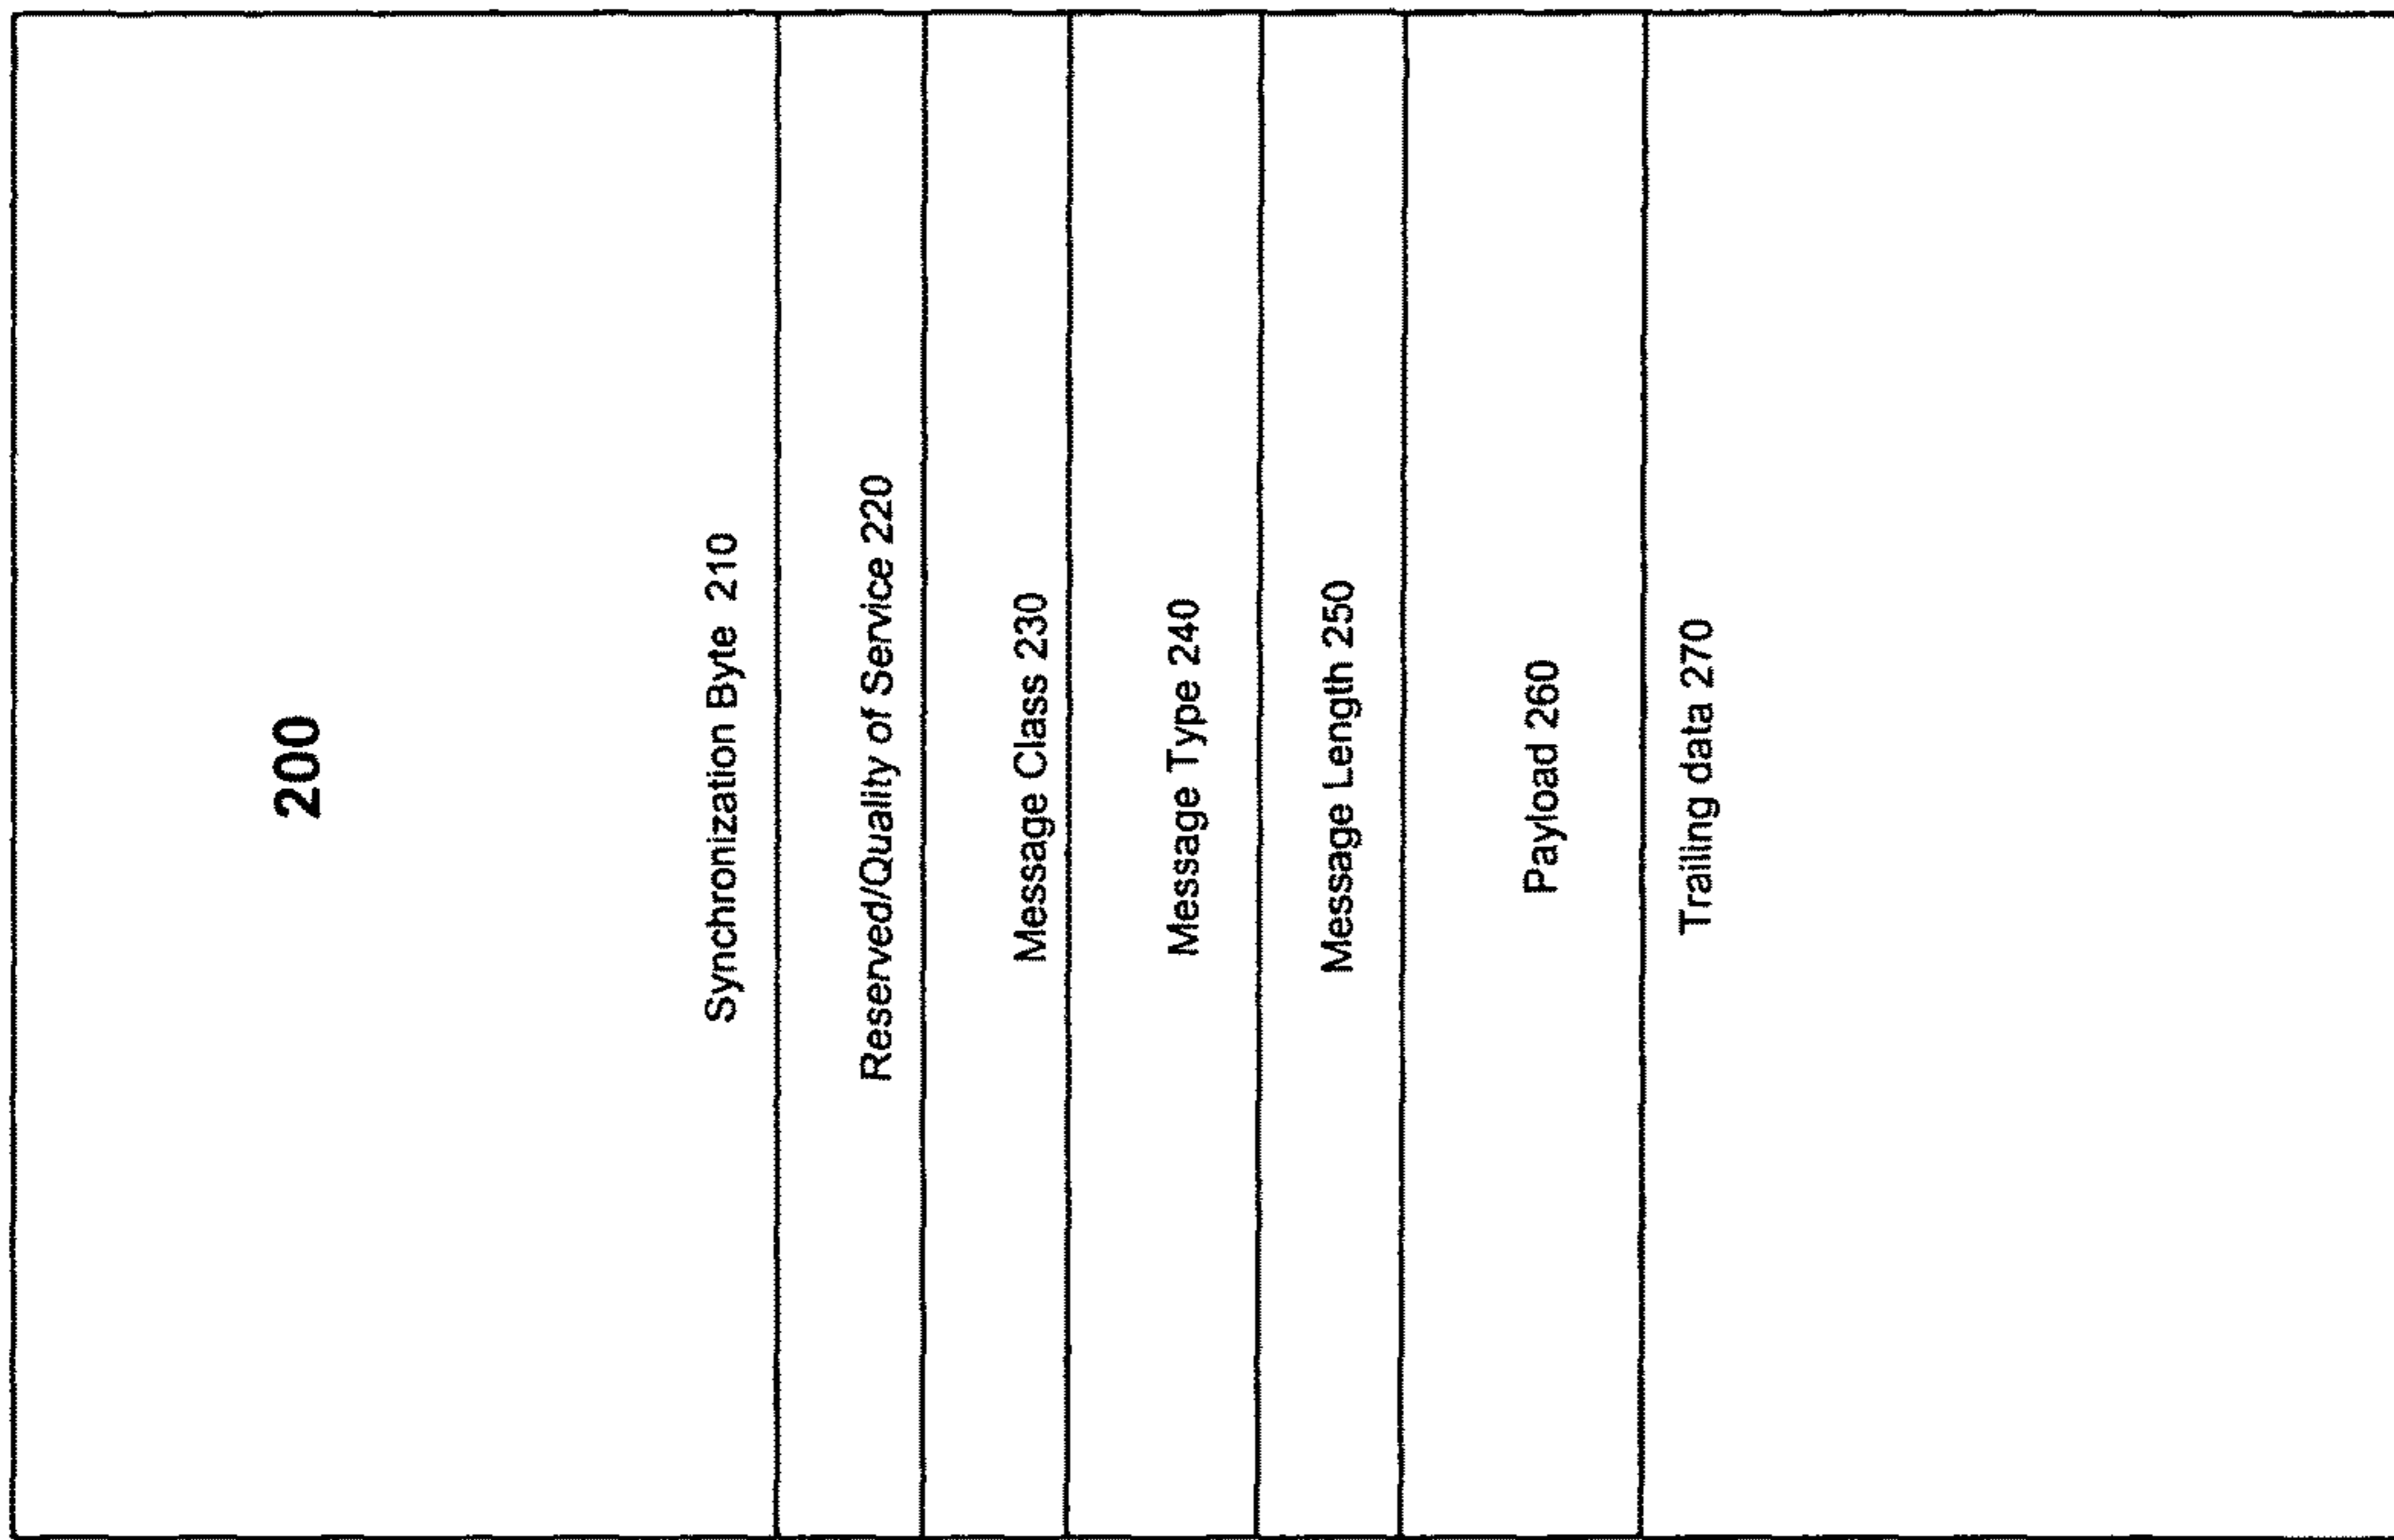 200
Synchronization Byte 210
Reserved/Quality of Service 220
Message Class 230
Message Type 240
Message Length 250
Payload 260
Trailing data 270